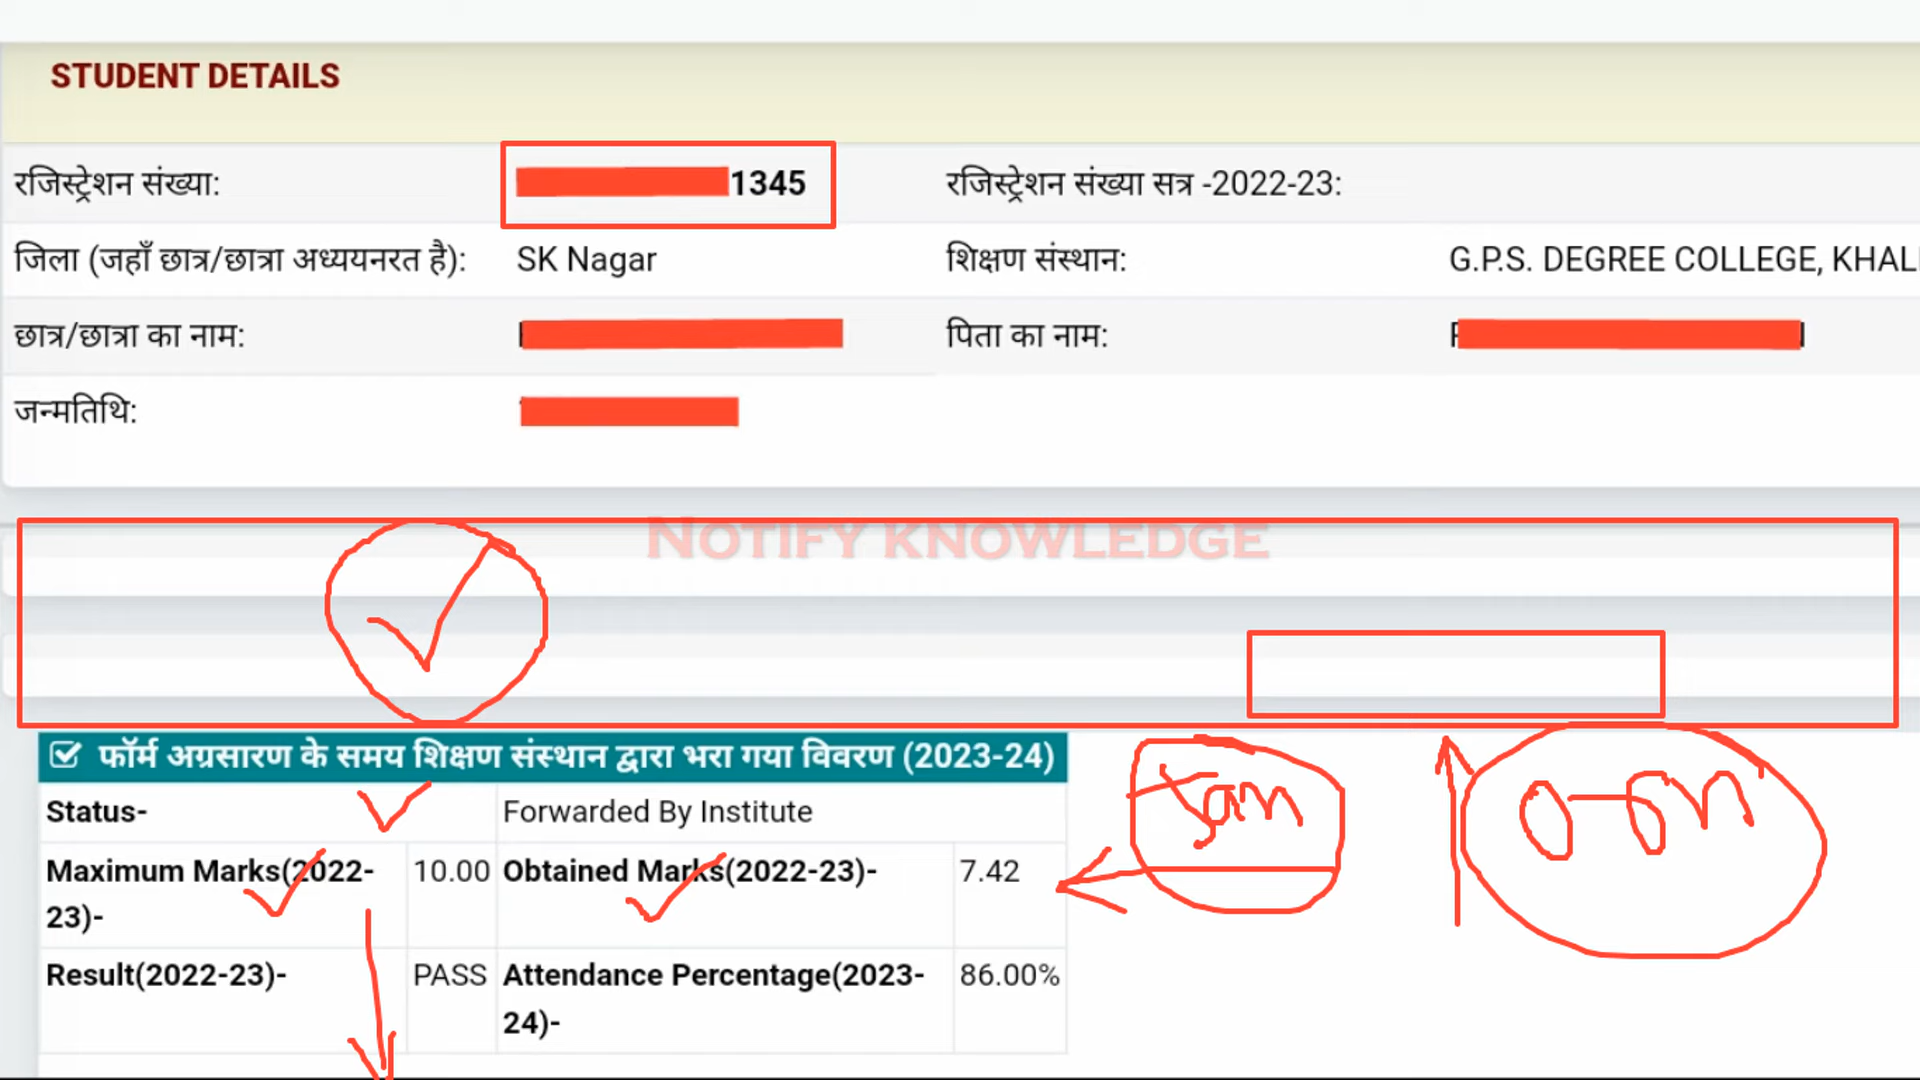 STUDENT DETAILS
रजिस्ट्रेशन संख्या: 1345 रजिस्ट्रेशन संख्या सत्र -2022-23:
जिला (जहाँ छात्र/छात्रा अध्ययनरत है): SK Nagar शिक्षण संस्थान: G.P.S. DEGREE COLLEGE, KHALI
छात्र/छात्रा का नाम: पिता का नाम:
जन्मतिथि:
NOTIFY KNOWLEDGE
फॉर्म अग्रसारण के समय शिक्षण संस्थान द्वारा भरा गया विवरण (2023-24)
Status- Forwarded By Institute
Maximum Marks(2022-23)- 10.00 Obtained Marks(2022-23)- 7.42
Result(2022-23)- PASS Attendance Percentage(2023-24)- 86.00%